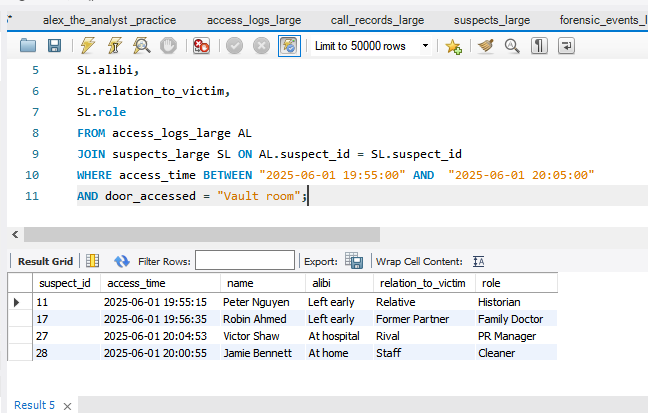 alex_the_analyst _practice access_logs_large call_records_large suspects_large forensic_events_l
Limit to 50000 rows
5 SL.alibi,
6 SL.relation_to_victim,
7 SL.role
8 FROM access_logs_large AL
9 JOIN suspects_large SL ON AL.suspect_id = SL.suspect_id
10 WHERE access_time BETWEEN "2025-06-01 19:55:00" AND "2025-06-01 20:05:00"
11 AND door_accessed = "Vault room";
Result Grid Filter Rows: Export: Wrap Cell Content:
suspect_id access_time name alibi relation_to_victim role
11 2025-06-01 19:55:15 Peter Nguyen Left early Relative Historian
17 2025-06-01 19:56:35 Robin Ahmed Left early Former Partner Family Doctor
27 2025-06-01 20:04:53 Victor Shaw At hospital Rival PR Manager
28 2025-06-01 20:00:55 Jamie Bennett At home Staff Cleaner
Result 5